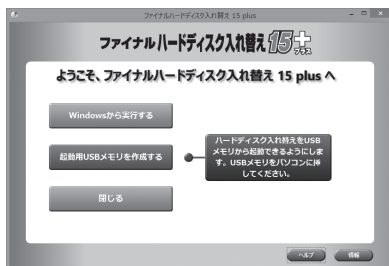 ファイナルハードディスク入れ替え 15 plus
ファイナル ハードディスク入れ替え 15+
プラス
ようこそ、ファイナルハードディスク入れ替え 15 plus へ
Windowsから実行する
起動用USBメモリを作成する
ハードディスク入れ替えをUSB
メモリから起動できるようにしま
す。USBメモリをパソコンに挿
してください。
閉じる
ヘルプ
情報